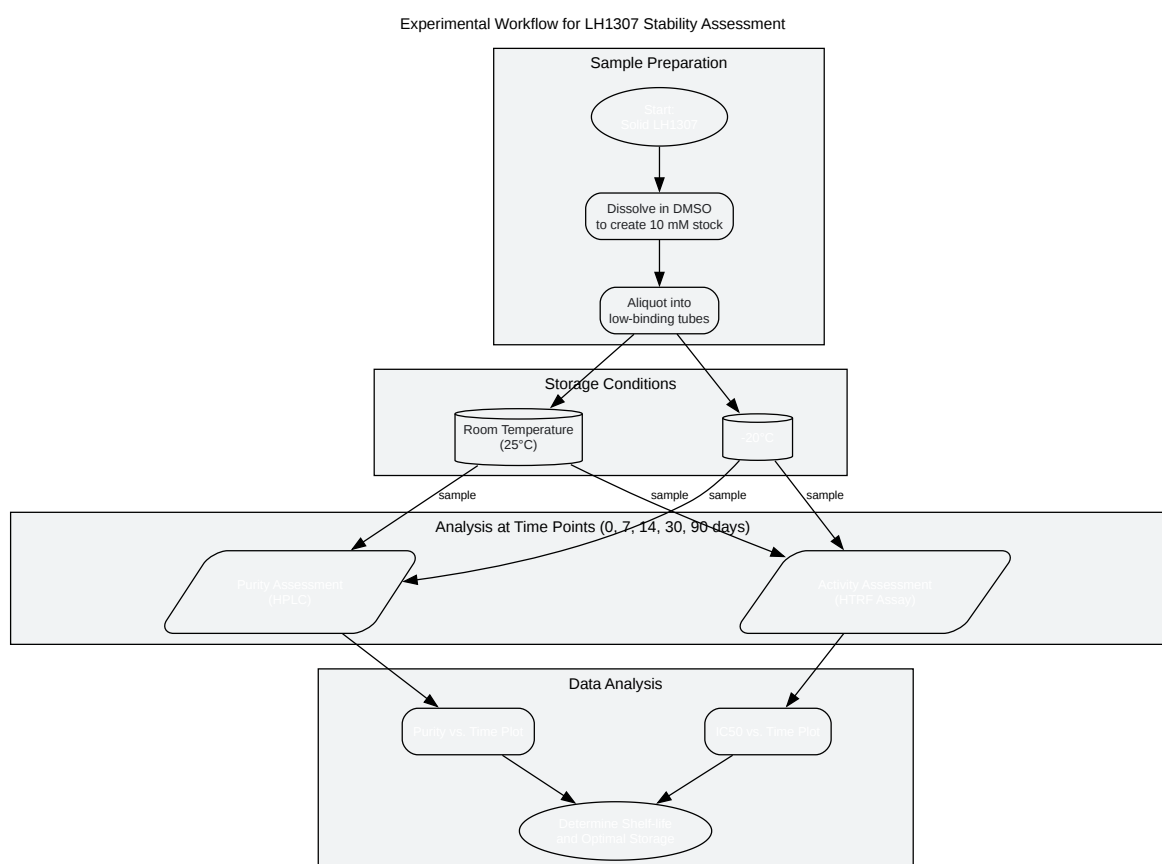 Experimental Workflow for LH1307 Stability Assessment
Sample Preparation
Start
Solid LH1307
Dissolve in DMSO
to create 10 mM stock
Aliquot into
low-binding tubes
Storage Conditions
Room Temperature
(25°C)
-20°C
sample
sample
sample
sample
Analysis at Time Points (0, 7, 14, 30, 90 days)
Purity Assessment
(HPLC)
Activity Assessment
(HTRF Assay)
Data Analysis
Purity vs. Time Plot
IC50 vs. Time Plot
Determine Shelf-life
and Optimal Storage